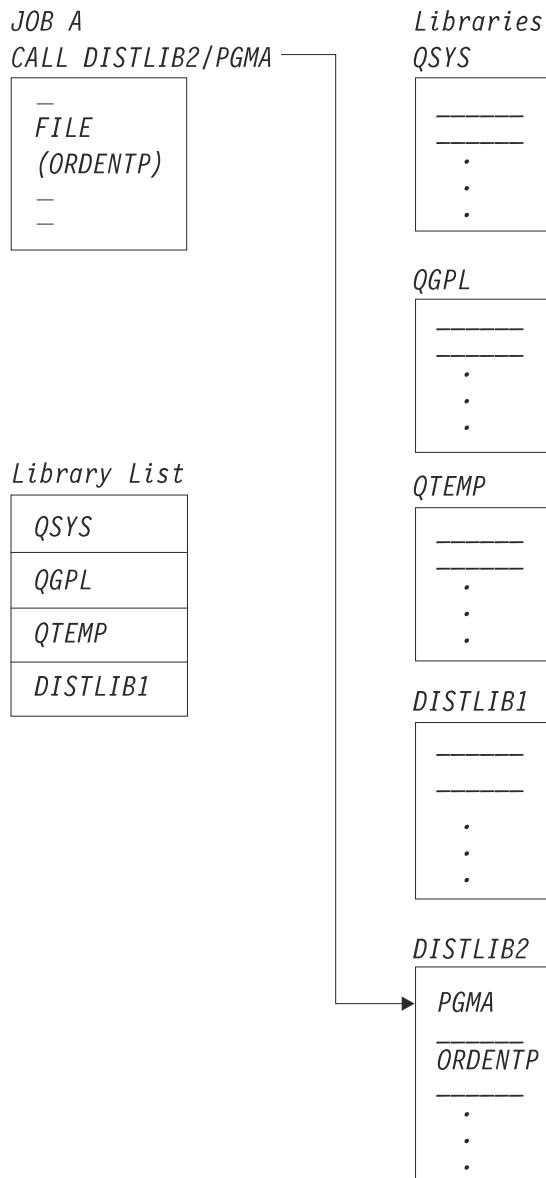 JOB A
CALL DISTLIB2/PGMA
FILE
(ORDENTP)
Library List
QSYS
QGPL
QTEMP
DISTLIB1
Libraries
QSYS
QGPL
QTEMP
DISTLIB1
DISTLIB2
PGMA
ORDENTP